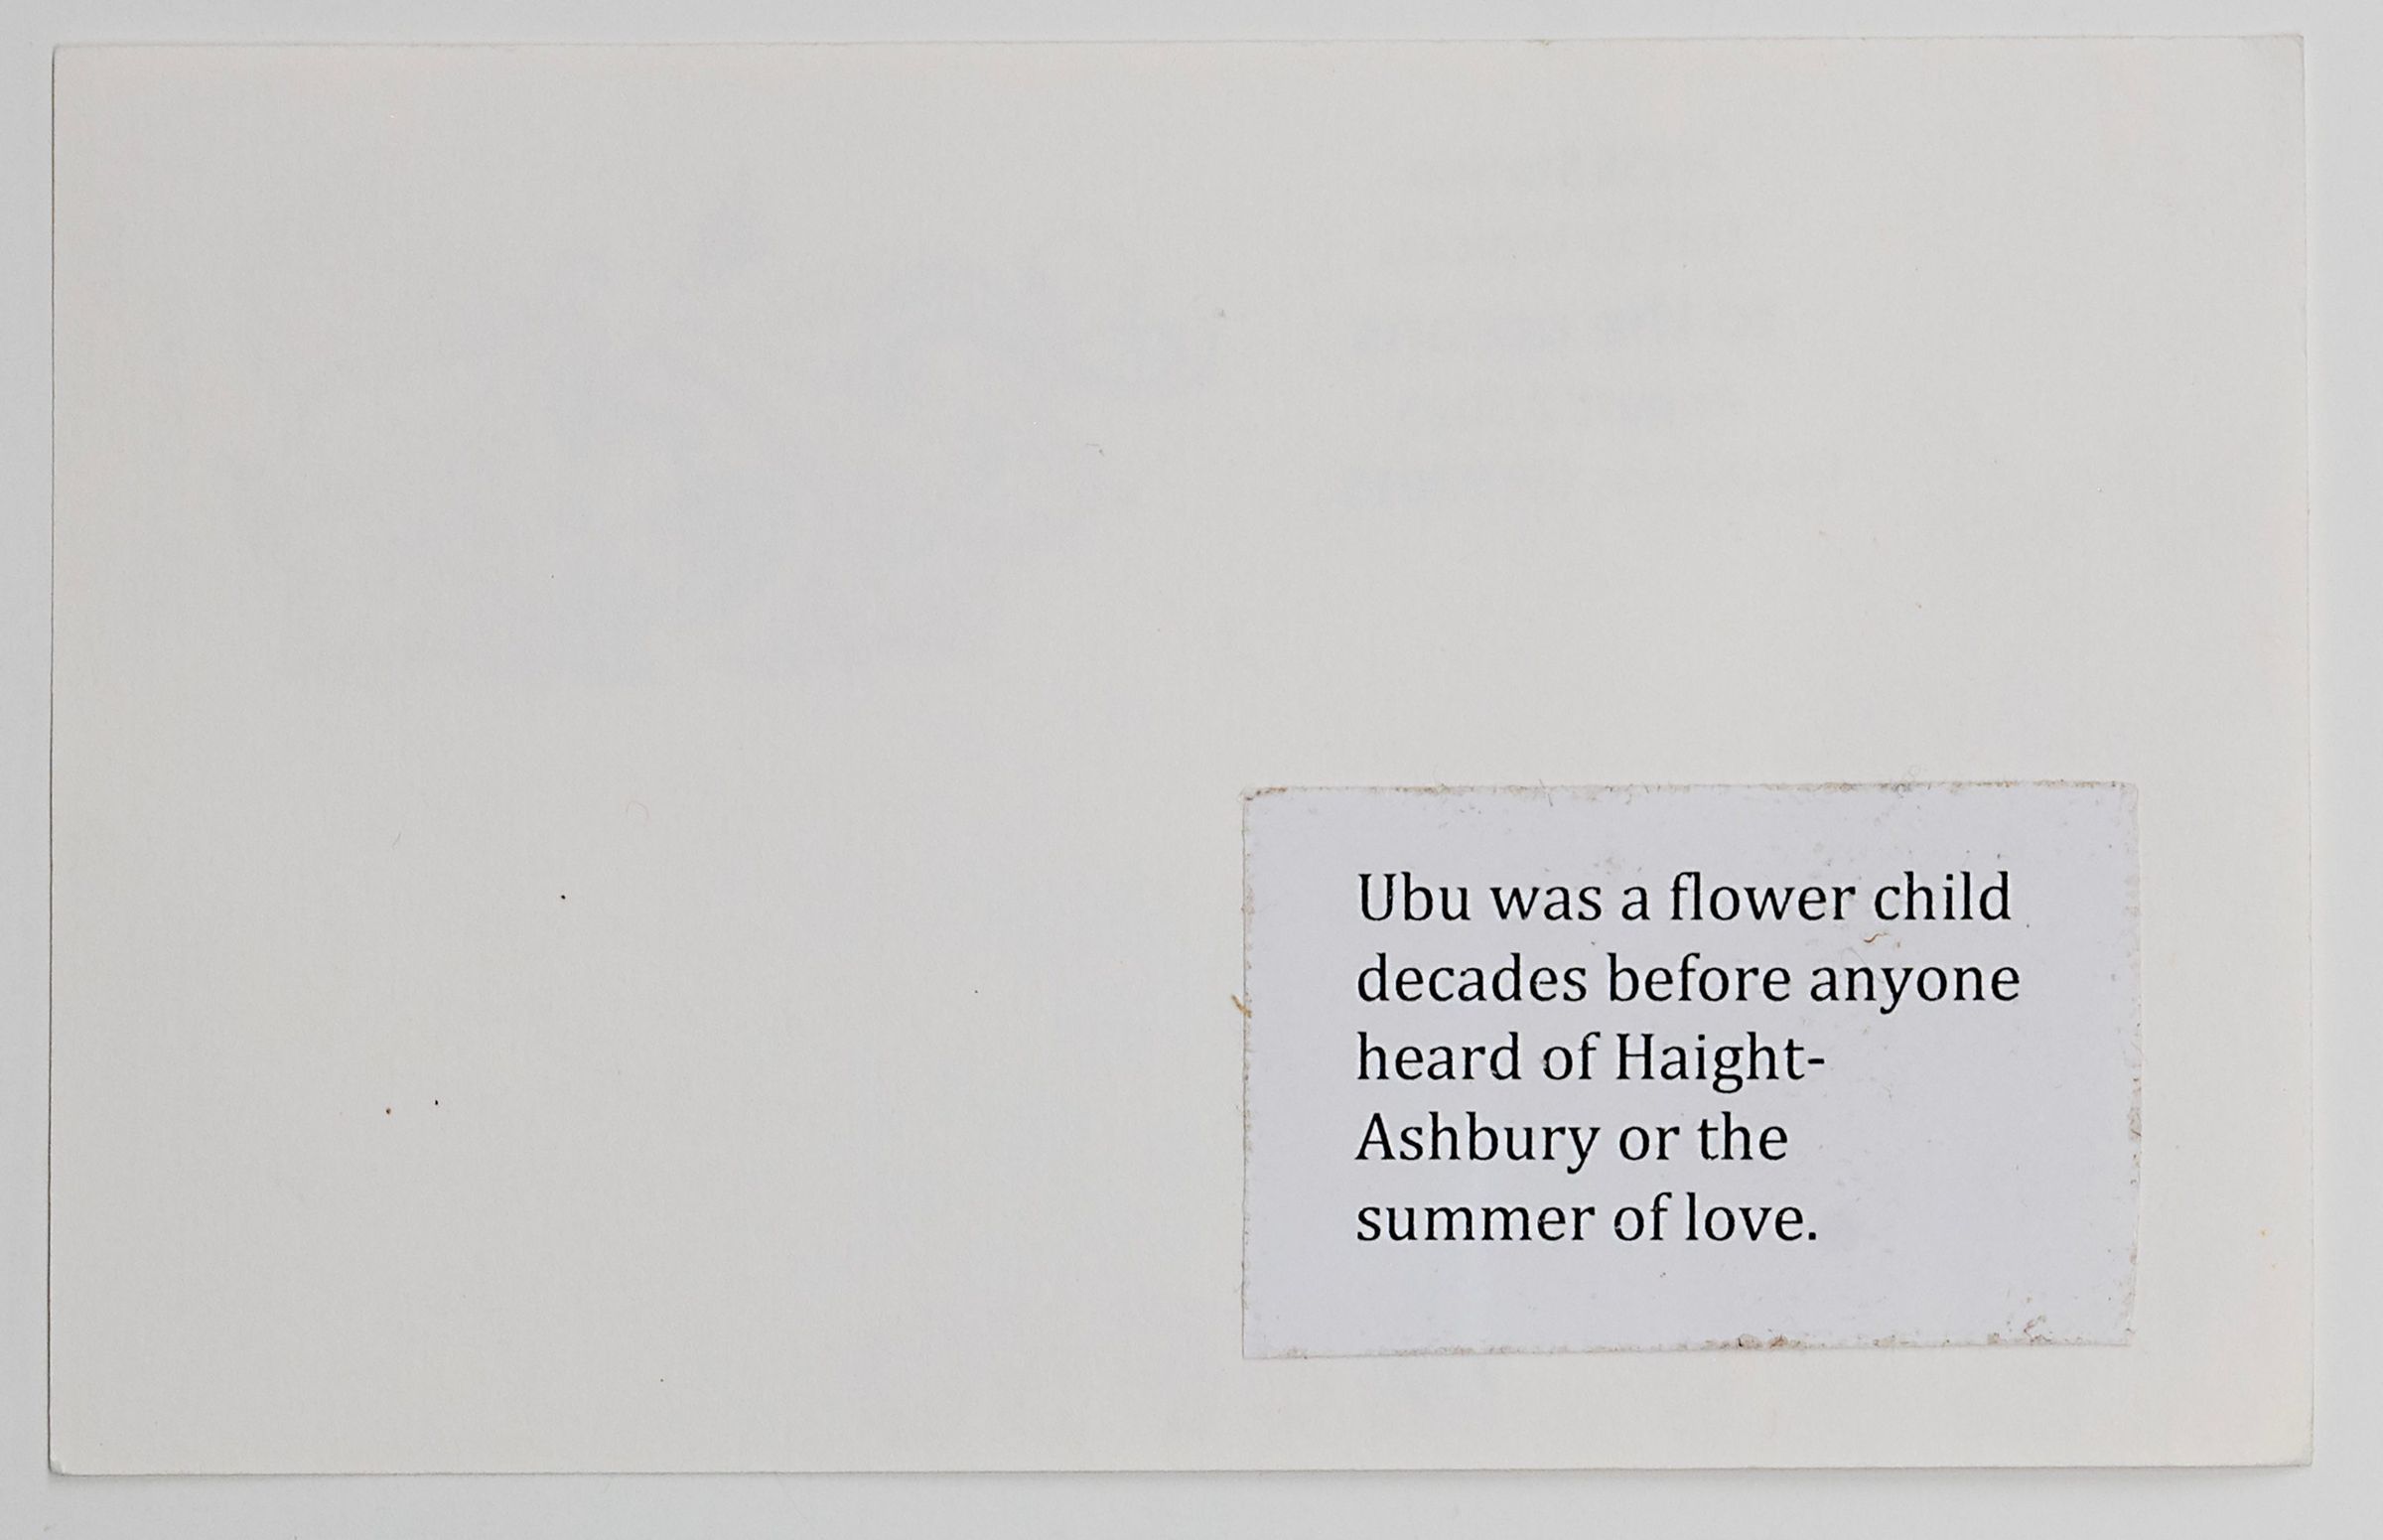 Ubu was a flower child
decades before anyone
heard of Haight-
Ashbury or the
summer of love.